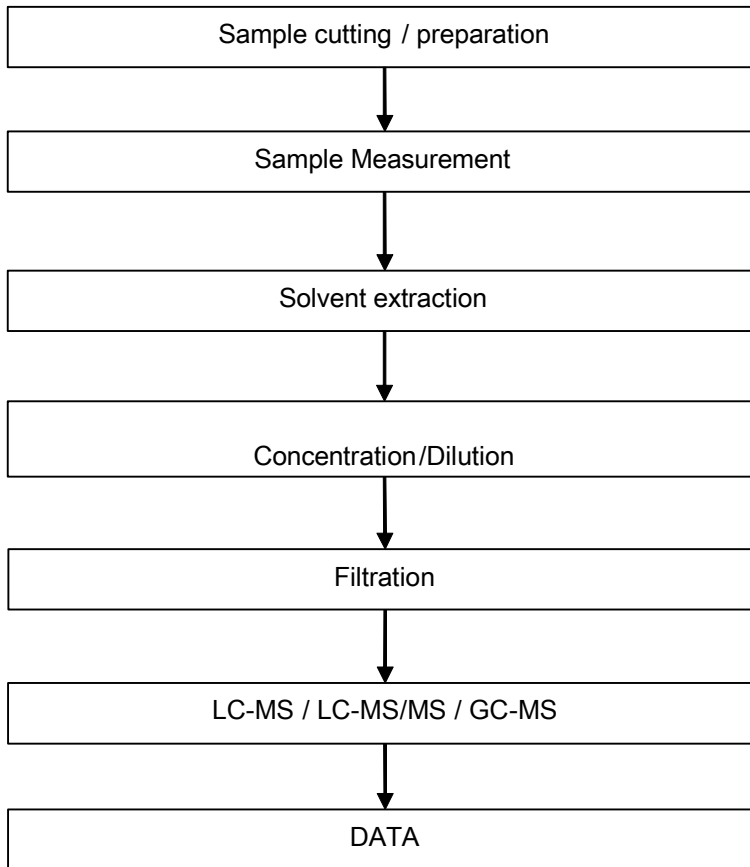 Sample cutting / preparation
Sample Measurement
Solvent extraction
Concentration/Dilution
Filtration
LC-MS / LC-MS/MS / GC-MS
DATA